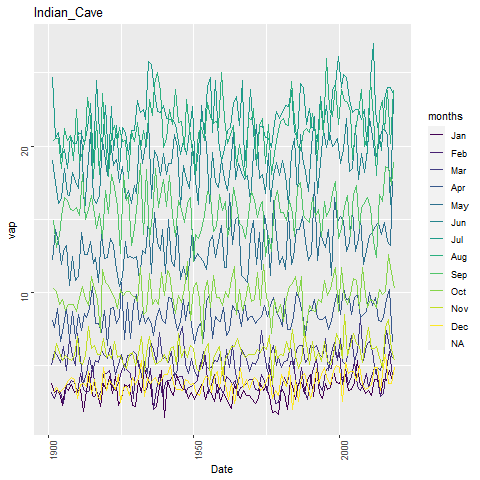 Indian_Cave
vap
20
10
1900
1950
2000
Date
months
Jan
Feb
Mar
Apr
May
Jun
Jul
Aug
Sep
Oct
Nov
Dec
NA